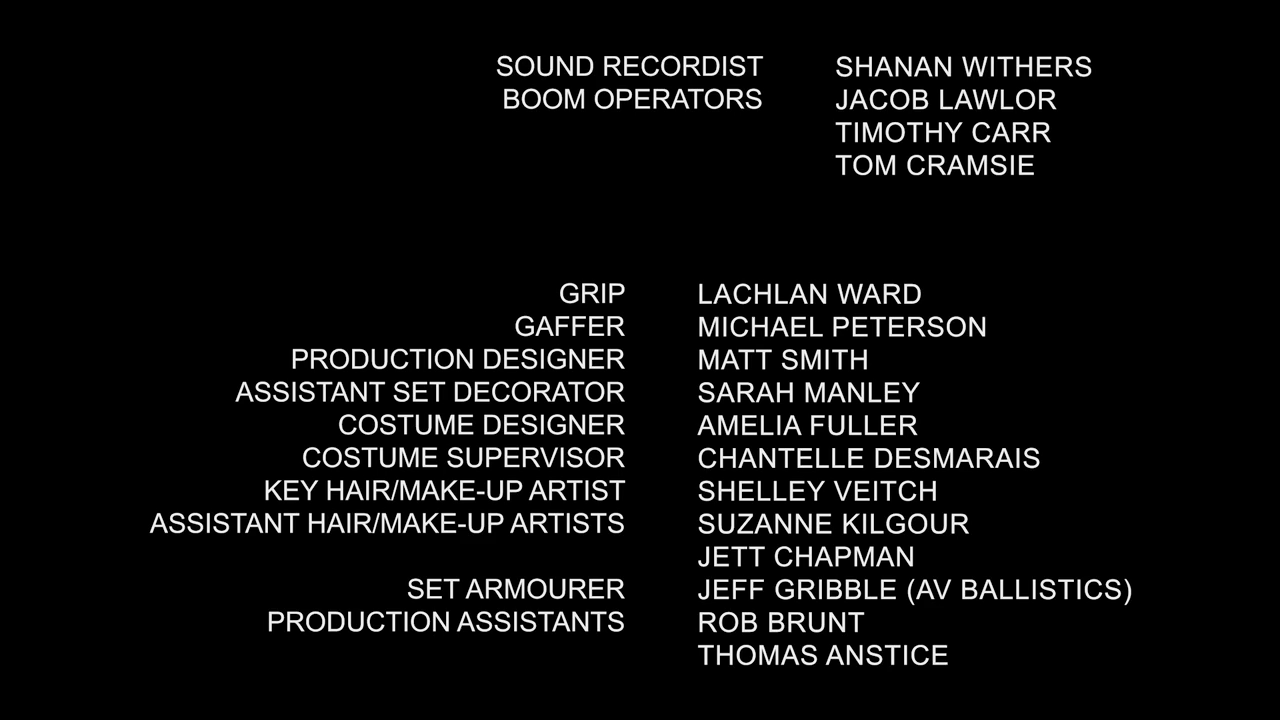 SOUND RECORDIST SHANAN WITHERS
BOOM OPERATORS JACOB LAWLOR
TIMOTHY CARR
TOM CRAMSIE
GRIP LACHLAN WARD
GAFFER MICHAEL PETERSON
PRODUCTION DESIGNER MATT SMITH
ASSISTANT SET DECORATOR SARAH MANLEY
COSTUME DESIGNER AMELIA FULLER
COSTUME SUPERVISOR CHANTELLE DESMARAIS
KEY HAIR/MAKE-UP ARTIST SHELLEY VEITCH
ASSISTANT HAIR/MAKE-UP ARTISTS SUZANNE KILGOUR
JETT CHAPMAN
SET ARMOURER JEFF GRIBBLE (AV BALLISTICS)
PRODUCTION ASSISTANTS ROB BRUNT
THOMAS ANSTICE